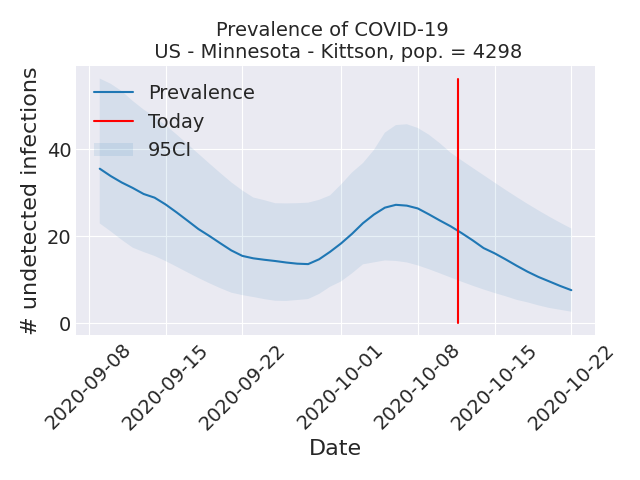 Prevalence of COVID-19
US - Minnesota - Kittson, pop. = 4298
# undetected infections
40
20
0
Prevalence
Today
95CI
2020-09-08
2020-09-15
2020-09-22
2020-10-01
2020-10-08
2020-10-15
2020-10-22
Date